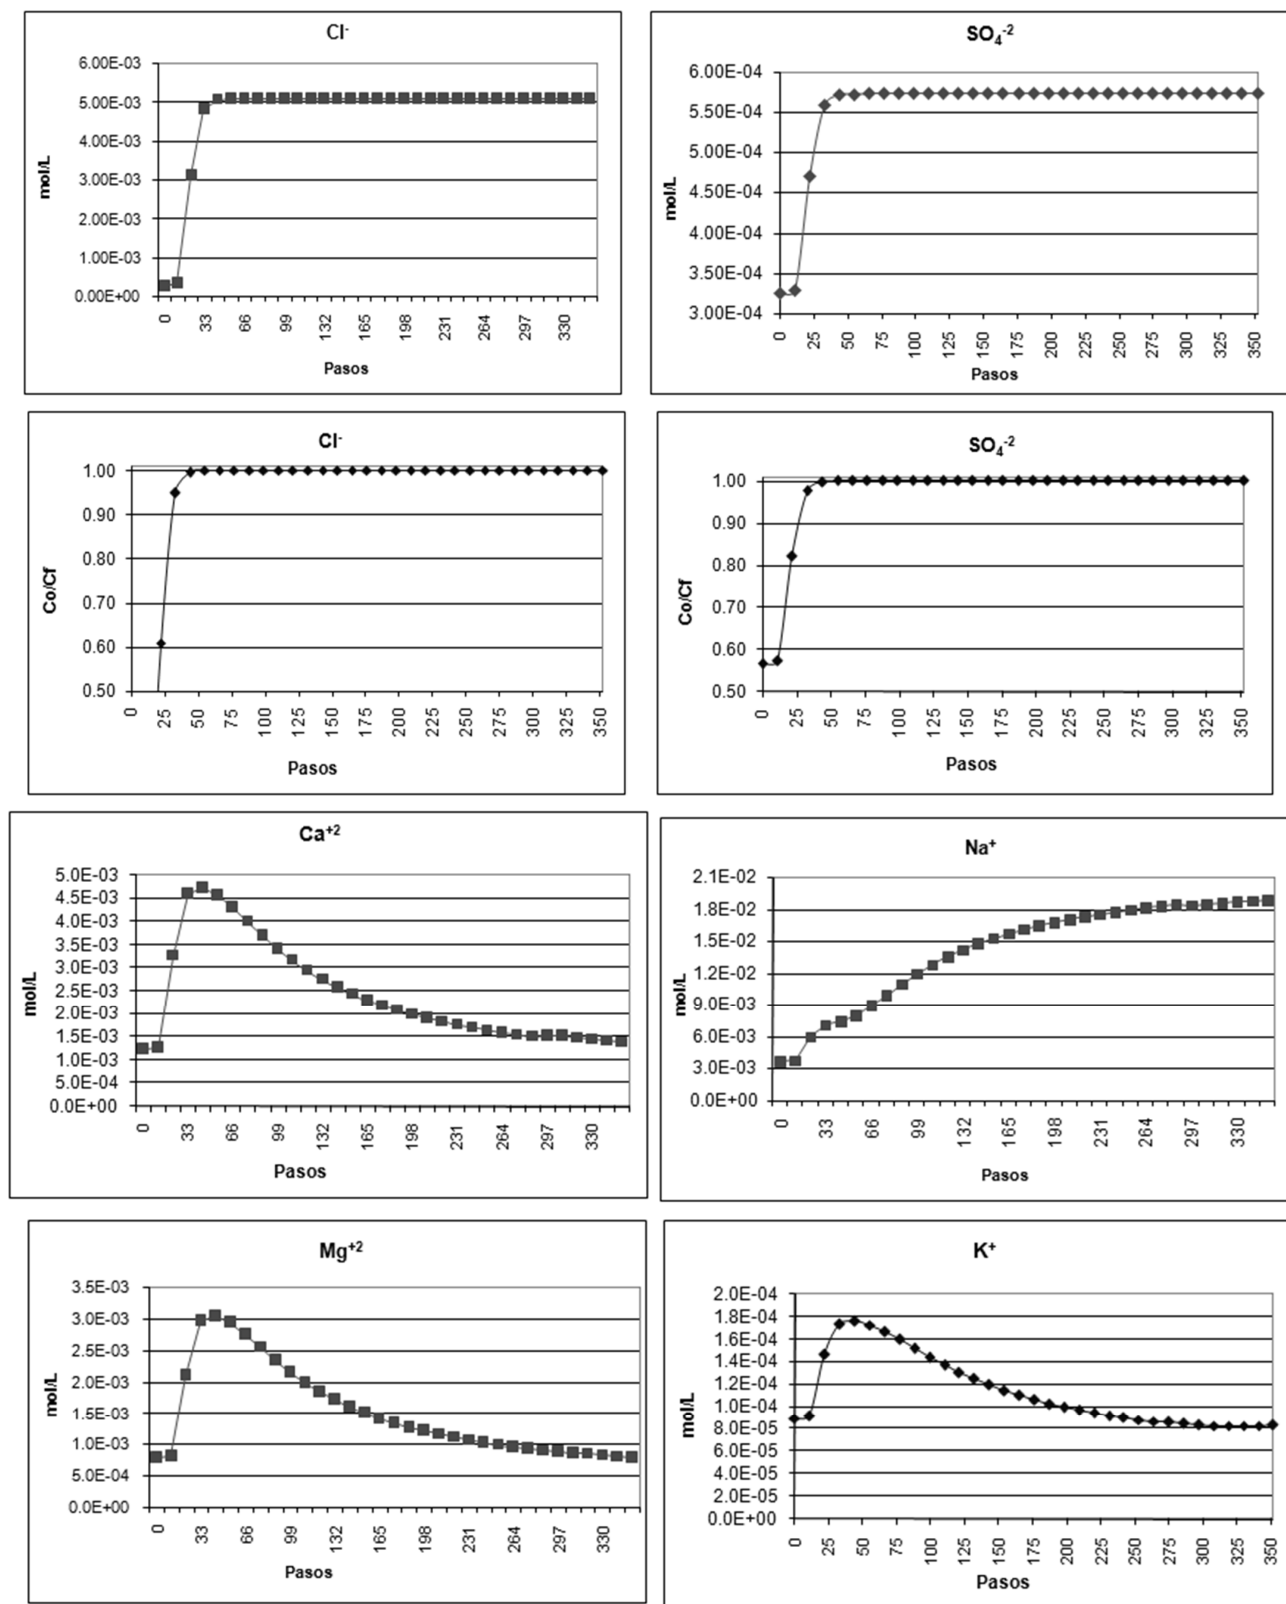 Cl-
6.00E-03
5.00E-03
4.00E-03
3.00E-03
2.00E-03
1.00E-03
0.00E+00
mol/L
0 33 66 99 132 165 198 231 264 297 330
Pasos
SO4-2
6.00E-04
5.50E-04
5.00E-04
4.50E-04
4.00E-04
3.50E-04
3.00E-04
mol/L
0 25 50 75 100 125 150 175 200 225 250 275 300 325 350
Pasos
Cl-
1.00
0.90
0.80
0.70
0.60
0.50
Co/Cf
0 25 50 75 100 125 150 175 200 225 250 275 300 325 350
Pasos
SO4-2
1.00
0.90
0.80
0.70
0.60
0.50
Co/Cf
0 25 50 75 100 125 150 175 200 225 250 275 300 325 350
Pasos
Ca+2
5.0E-03
4.5E-03
4.0E-03
3.5E-03
3.0E-03
2.5E-03
2.0E-03
1.5E-03
1.0E-03
5.0E-04
0.0E+00
mol/L
0 33 66 99 132 165 198 231 264 297 330
Pasos
Na+
2.1E-02
1.8E-02
1.5E-02
1.2E-02
9.0E-03
6.0E-03
3.0E-03
0.0E+00
mol/L
0 33 66 99 132 165 198 231 264 297 330
Pasos
Mg+2
3.5E-03
3.0E-03
2.5E-03
2.0E-03
1.5E-03
1.0E-03
5.0E-04
0.0E+00
mol/L
0 33 66 99 132 165 198 231 264 297 330
Pasos
K+
2.0E-04
1.8E-04
1.6E-04
1.4E-04
1.2E-04
1.0E-04
8.0E-05
6.0E-05
4.0E-05
2.0E-05
0.0E+00
mol/L
0 25 50 75 100 125 150 175 200 225 250 275 300 325 350
Pasos